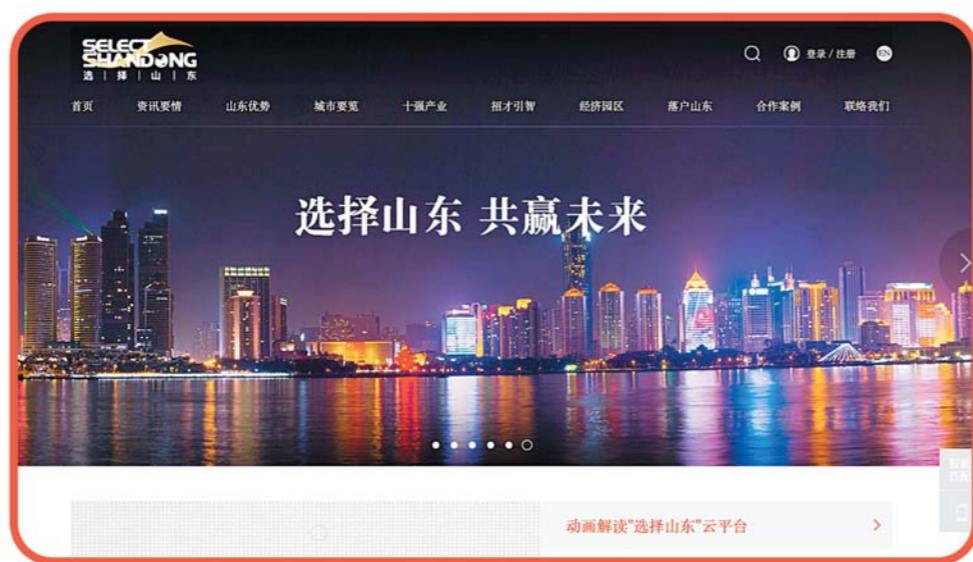 SELECT
SHANDONG
选 | 择 | 山 | 东
登录 / 注册
EN
首页 资讯要情 山东优势 城市要览 十强产业 招才引智 经济园区 落户山东 合作案例 联络我们
选择山东 共赢未来
动画解读"选择山东"云平台